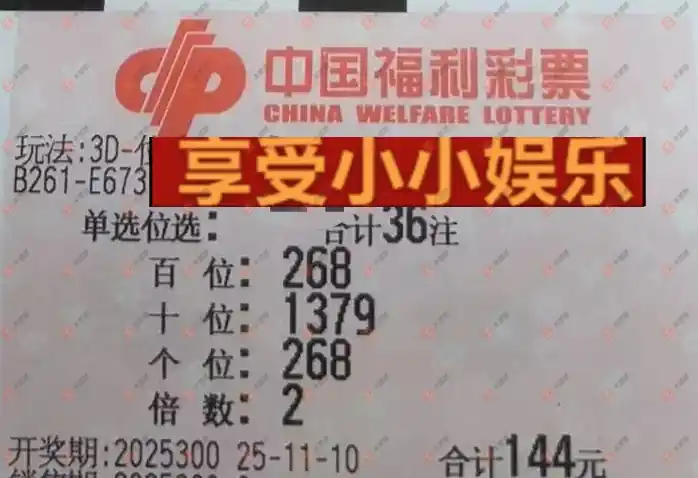 中国福利彩票
CHINA WELFARE LOTTERY
玩法:3D-
享受小小娱乐
B261-E673
单选位选: 合计36注
百位: 268
十位: 1379
个位: 268
倍数: 2
开奖期:2025300 25-11-10 合计144元